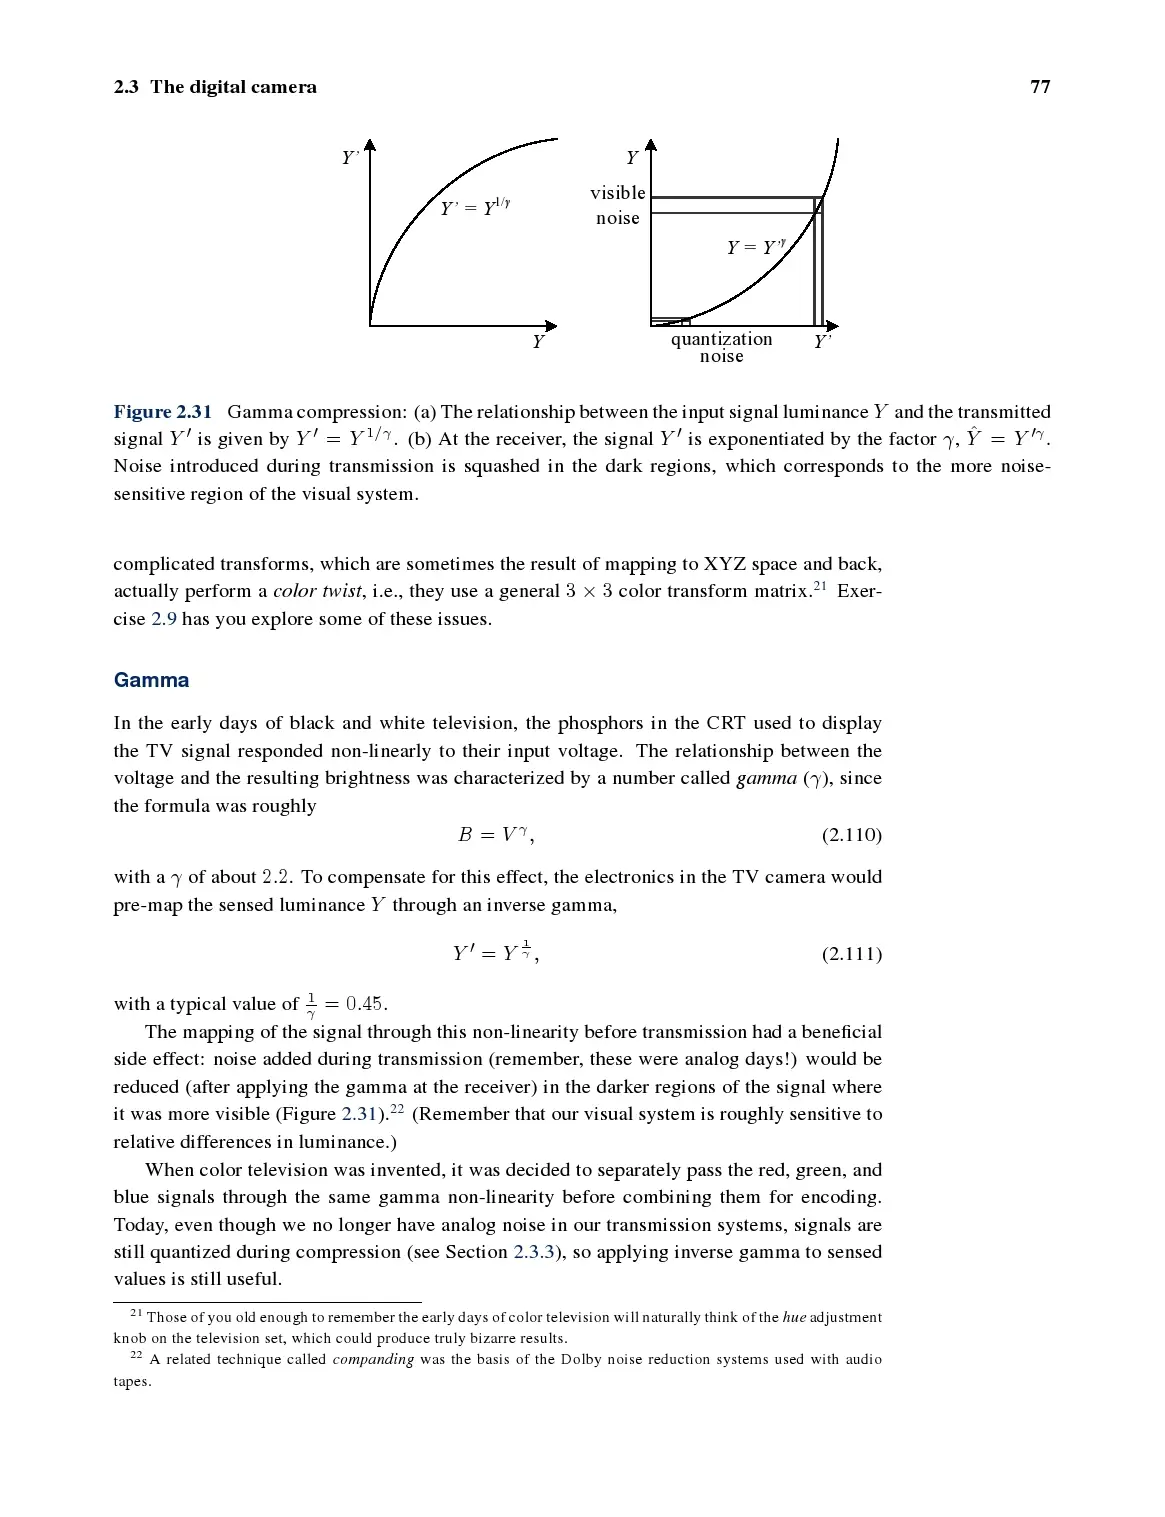 2.3 The digital camera 77
Y’
Y’ = Y^{1/γ}
Y
Y
visible
noise
Y = Y’^γ
quantization
noise
Y’
Figure 2.31 Gamma compression: (a) The relationship between the input signal luminance Y and the transmitted
signal Y′ is given by Y′ = Y^{1/γ}. (b) At the receiver, the signal Y′ is exponentiated by the factor γ, Ŷ = Y′^γ.
Noise introduced during transmission is squashed in the dark regions, which corresponds to the more noise-
sensitive region of the visual system.
complicated transforms, which are sometimes the result of mapping to XYZ space and back,
actually perform a color twist, i.e., they use a general 3 × 3 color transform matrix.²¹ Exer-
cise 2.9 has you explore some of these issues.
Gamma
In the early days of black and white television, the phosphors in the CRT used to display
the TV signal responded non-linearly to their input voltage. The relationship between the
voltage and the resulting brightness was characterized by a number called gamma (γ), since
the formula was roughly
B = V^γ, (2.110)
with a γ of about 2.2. To compensate for this effect, the electronics in the TV camera would
pre-map the sensed luminance Y through an inverse gamma,
Y′ = Y^{1/γ}, (2.111)
with a typical value of 1/γ = 0.45.
The mapping of the signal through this non-linearity before transmission had a beneficial
side effect: noise added during transmission (remember, these were analog days!) would be
reduced (after applying the gamma at the receiver) in the darker regions of the signal where
it was more visible (Figure 2.31).²² (Remember that our visual system is roughly sensitive to
relative differences in luminance.)
When color television was invented, it was decided to separately pass the red, green, and
blue signals through the same gamma non-linearity before combining them for encoding.
Today, even though we no longer have analog noise in our transmission systems, signals are
still quantized during compression (see Section 2.3.3), so applying inverse gamma to sensed
values is still useful.
²¹ Those of you old enough to remember the early days of color television will naturally think of the hue adjustment
knob on the television set, which could produce truly bizarre results.
²² A related technique called companding was the basis of the Dolby noise reduction systems used with audio
tapes.